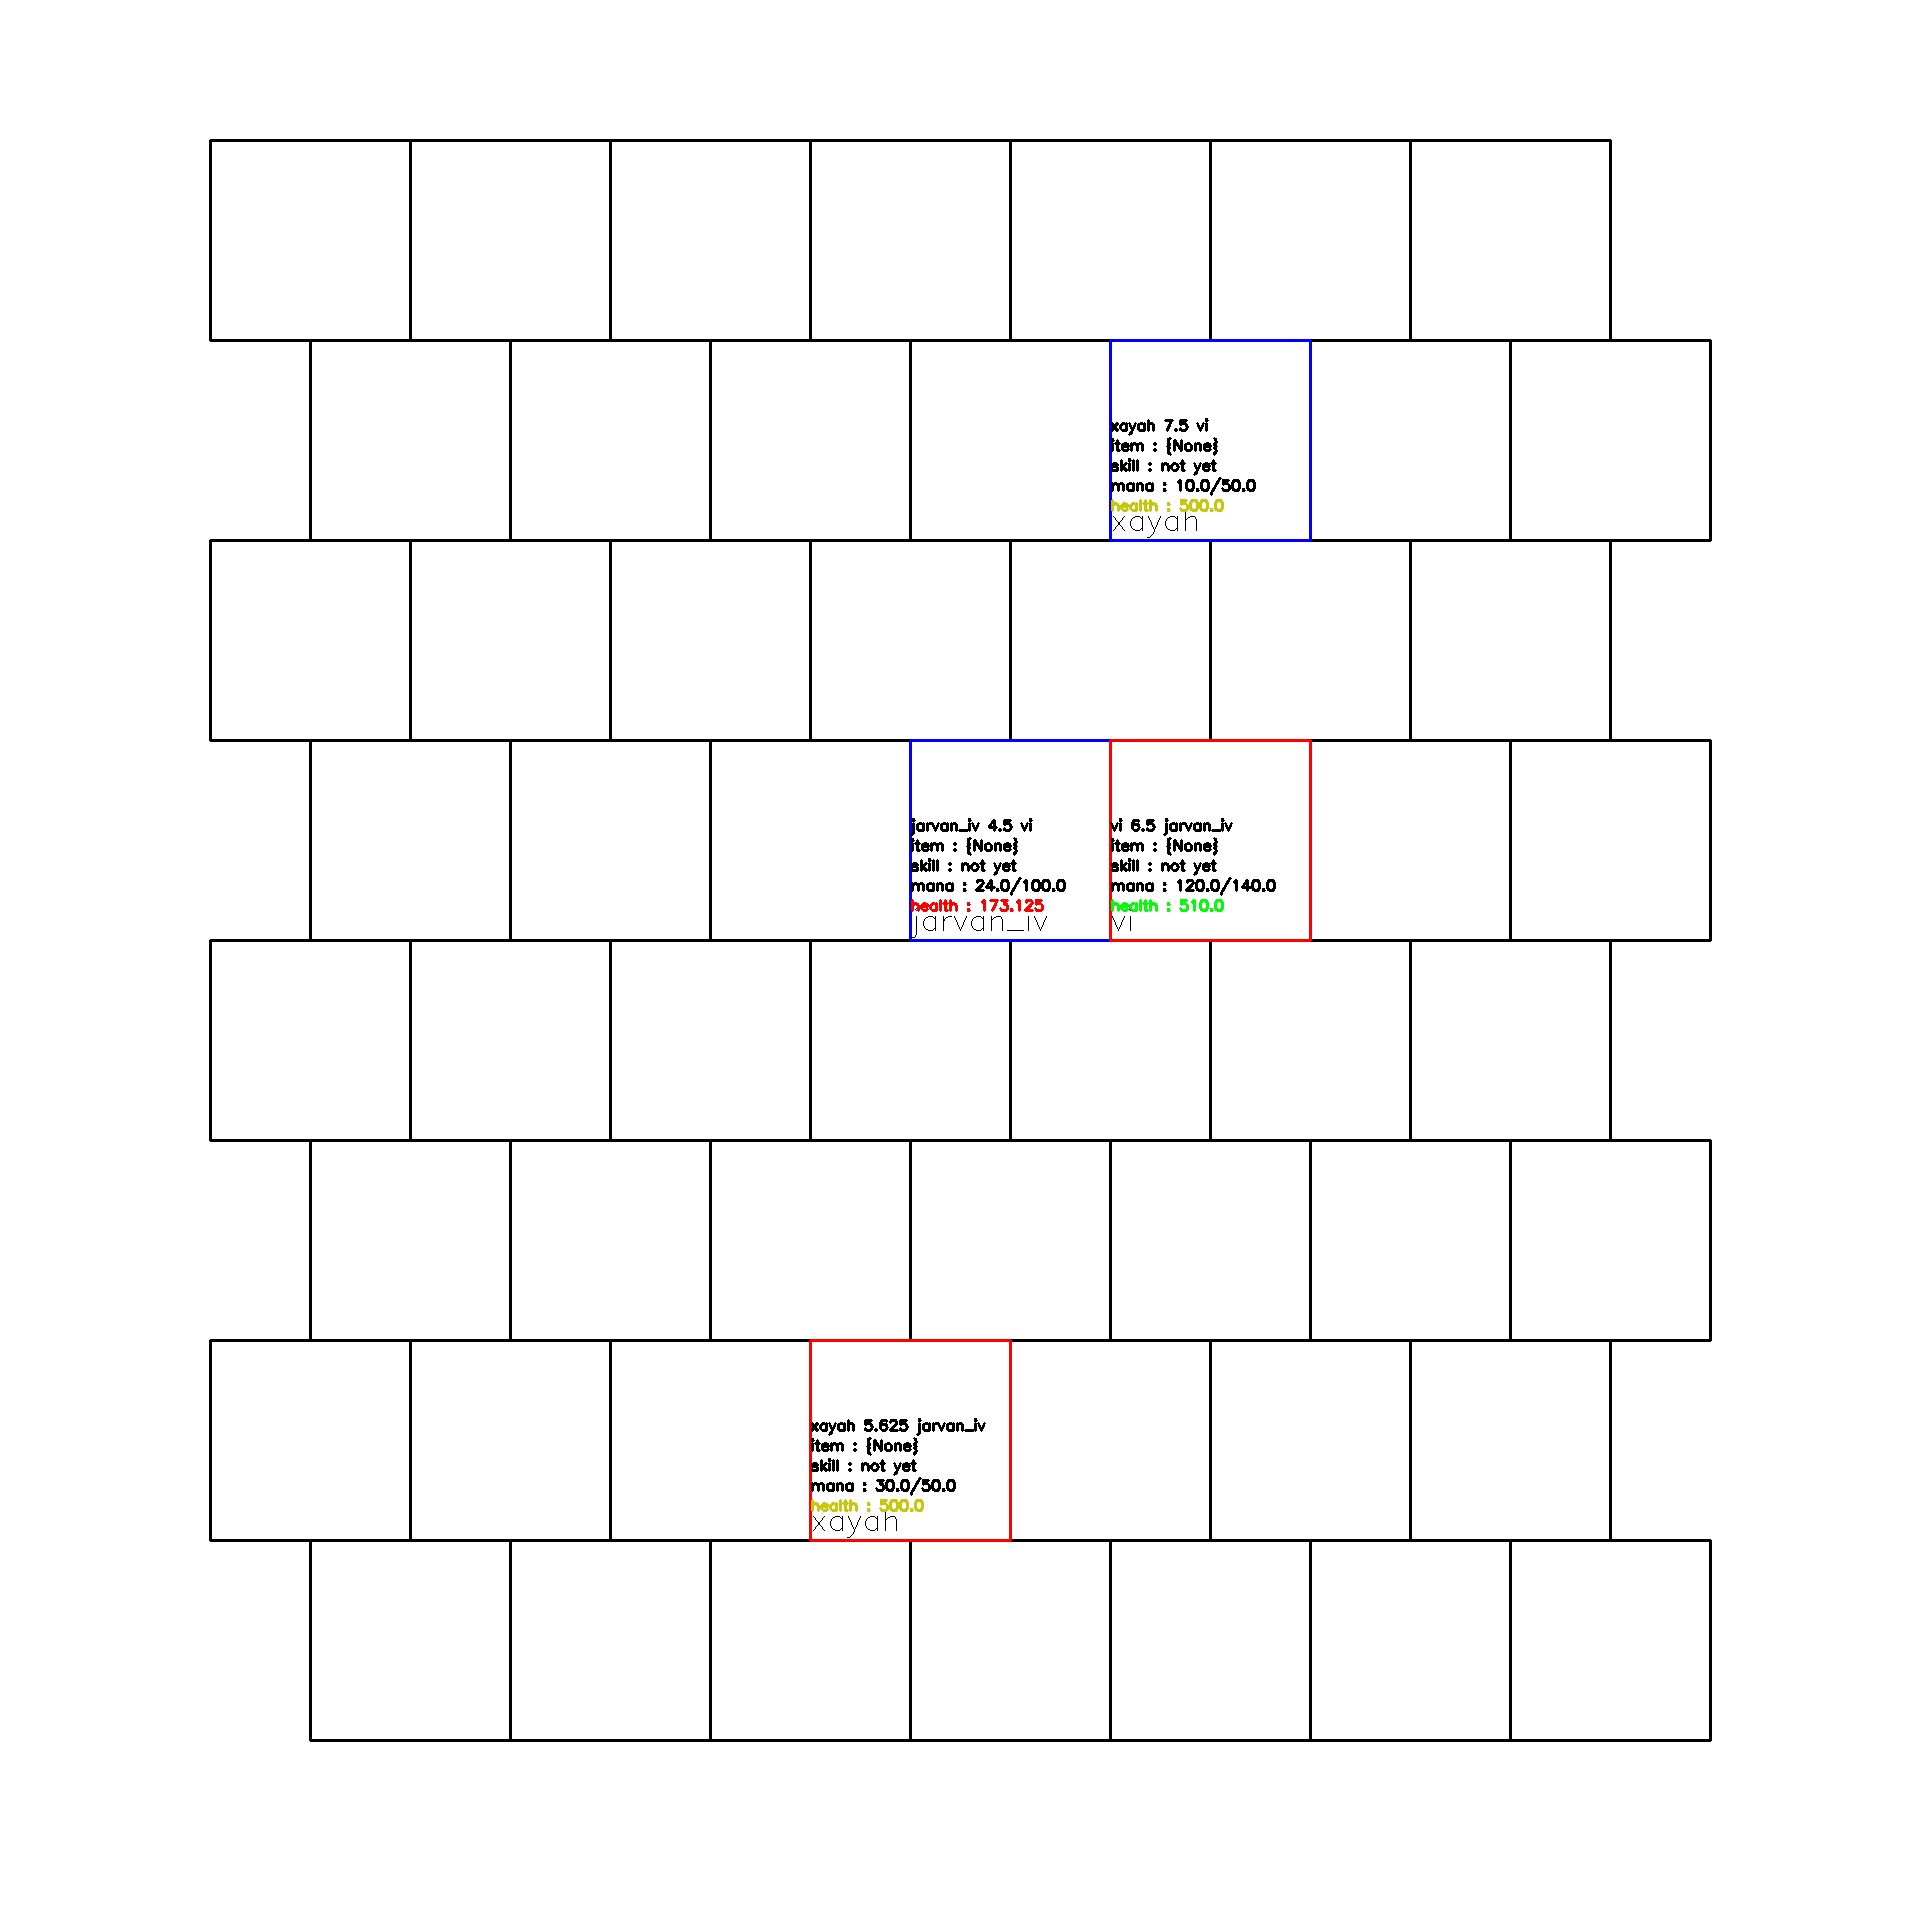 xayah 7.5 vi
item : {None}
skill : not yet
mana : 10.0/50.0
health : 500.0
xayah
jarvan_iv 4.5 vi
item : {None}
skill : not yet
mana : 24.0/100.0
health : 173.125
jarvan_iv
vi 6.5 jarvan_iv
item : {None}
skill : not yet
mana : 120.0/140.0
health : 510.0
vi
xayah 5.625 jarvan_iv
item : {None}
skill : not yet
mana : 30.0/50.0
health : 500.0
xayah